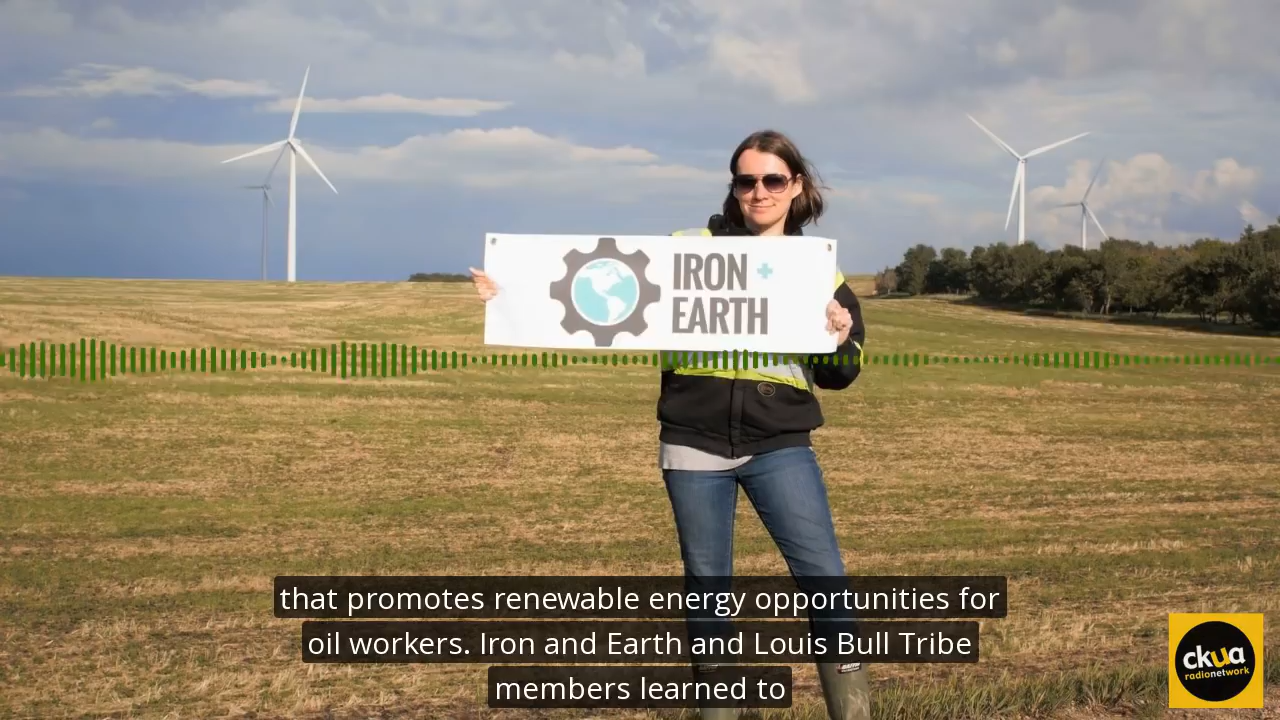 IRON +
EARTH
that promotes renewable energy opportunities for
oil workers. Iron and Earth and Louis Bull Tribe
members learned to
ckua
radionetwork